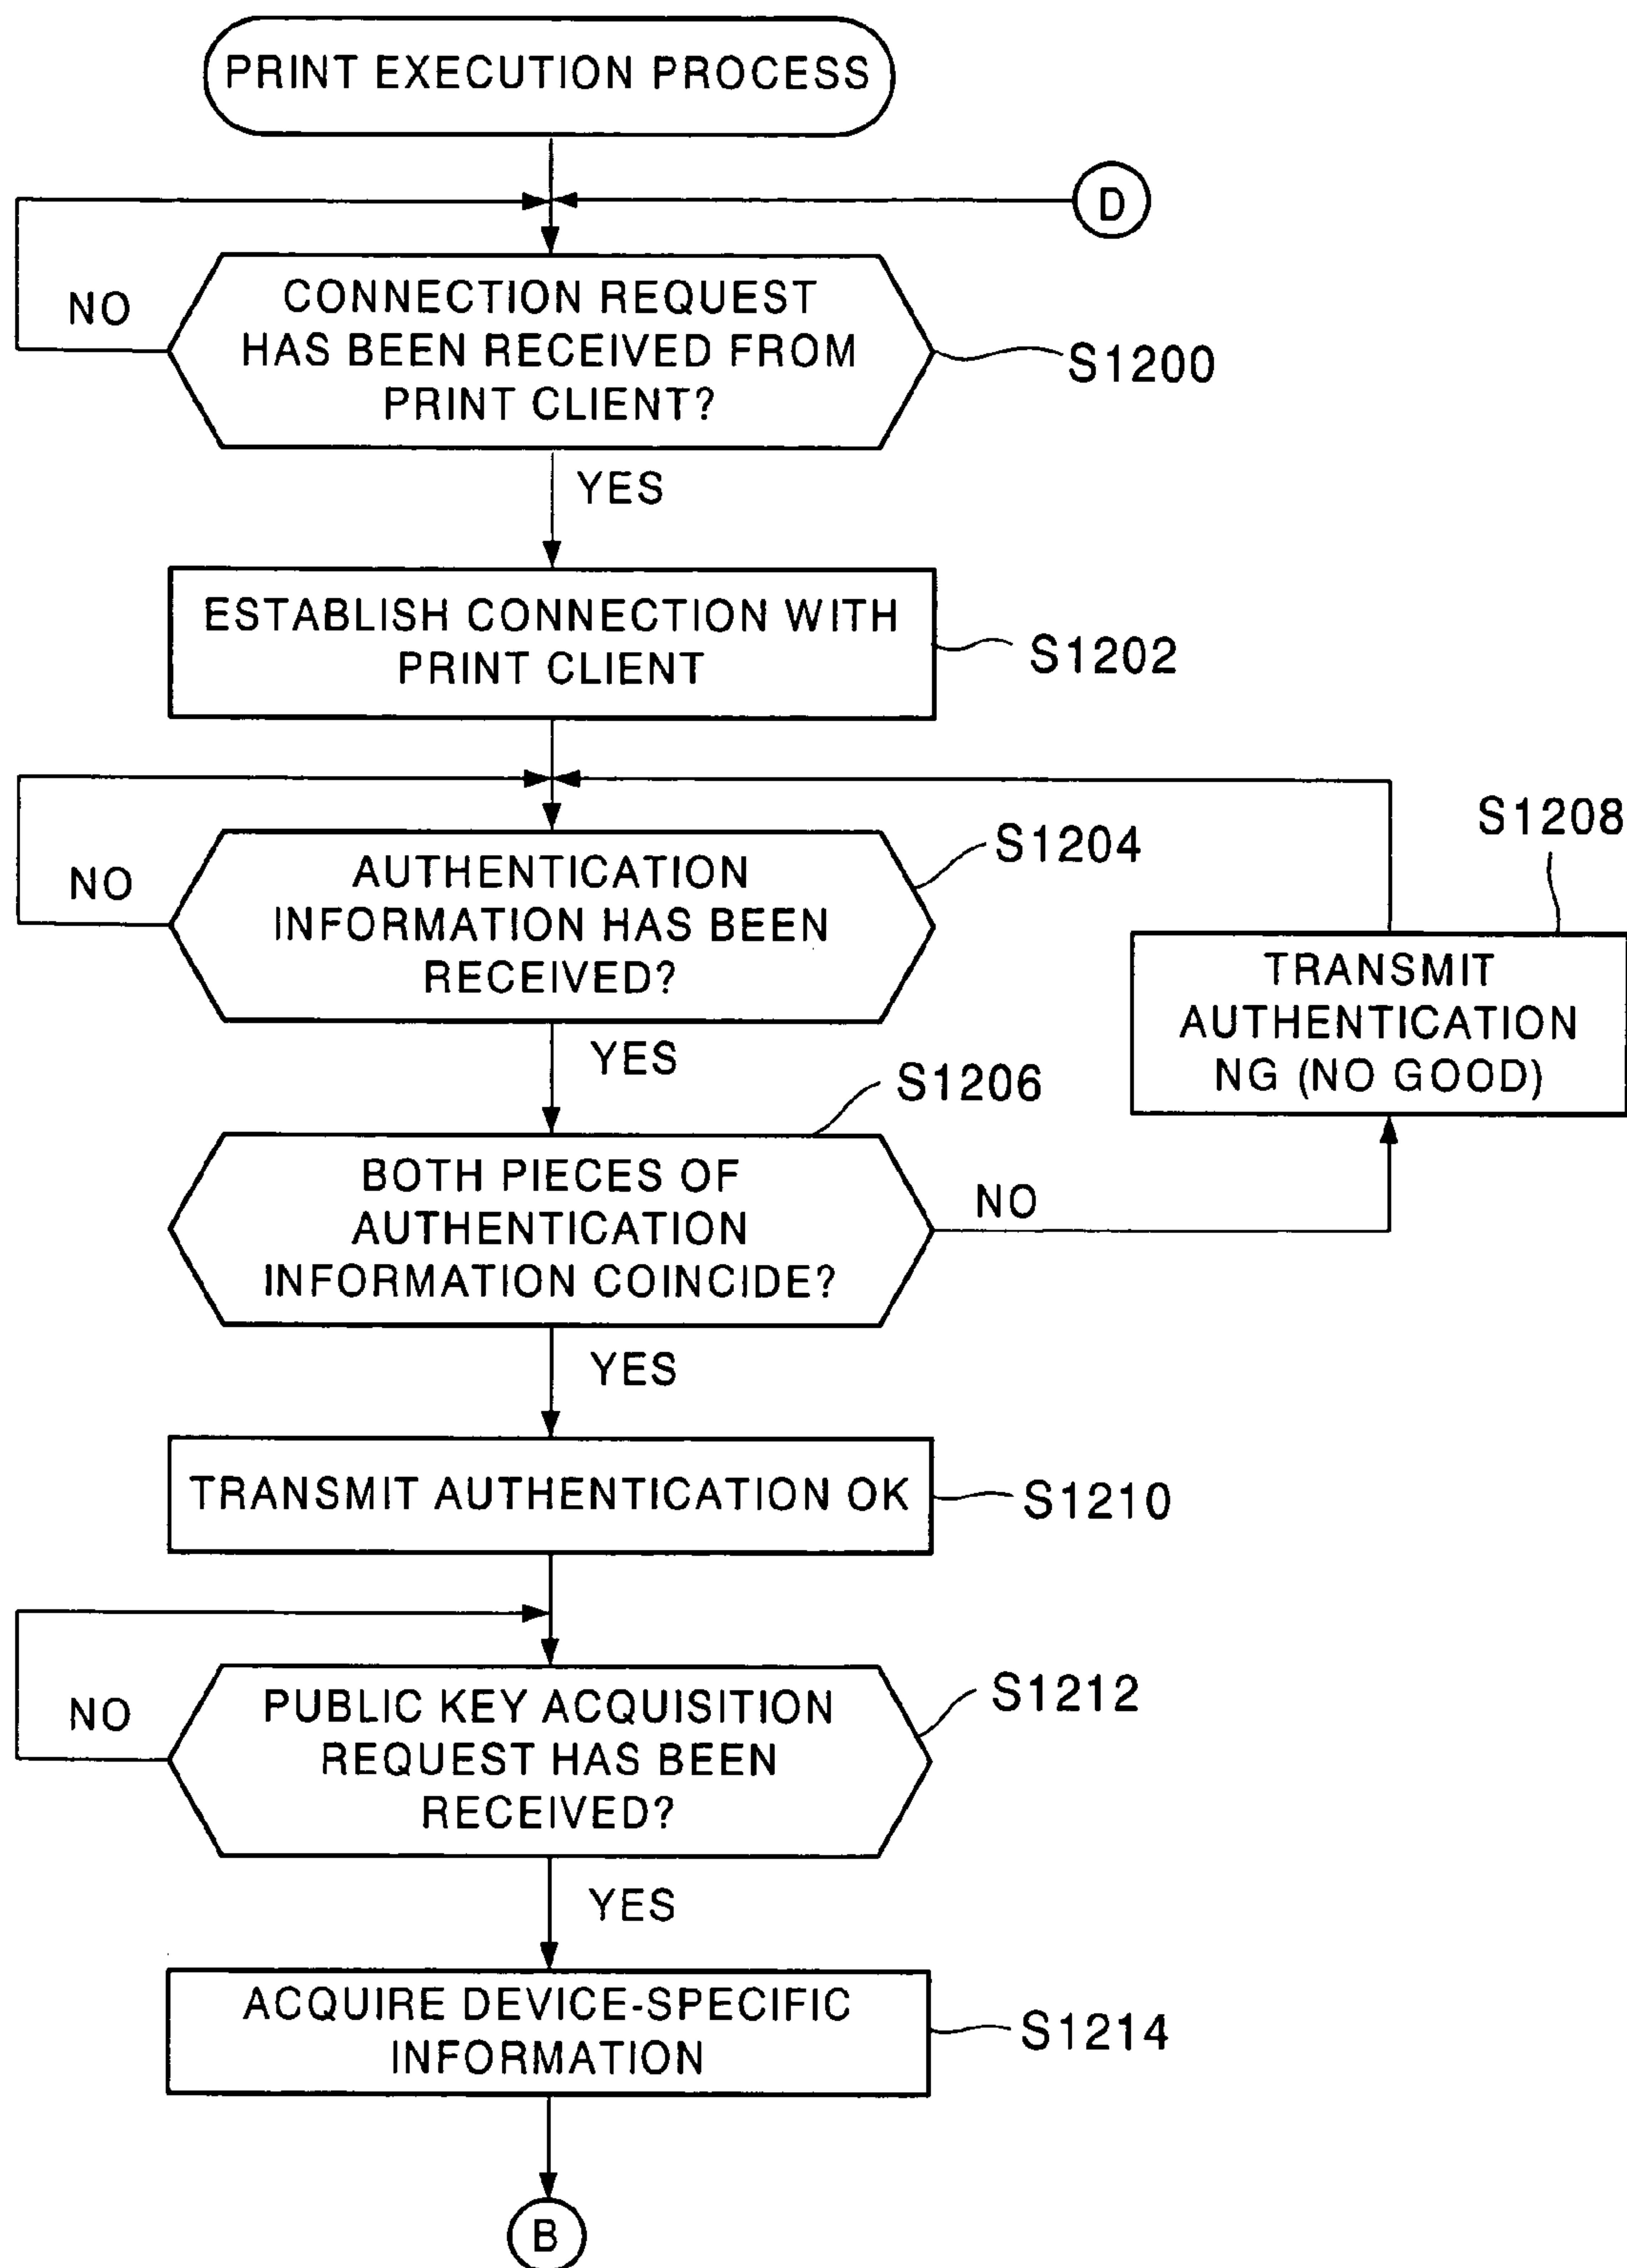 PRINT EXECUTION PROCESS
D
NO
CONNECTION REQUEST
HAS BEEN RECEIVED FROM
PRINT CLIENT?
S1200
YES
ESTABLISH CONNECTION WITH
PRINT CLIENT
S1202
NO
AUTHENTICATION
INFORMATION HAS BEEN
RECEIVED?
S1204
S1208
TRANSMIT
AUTHENTICATION
NG (NO GOOD)
YES
S1206
BOTH PIECES OF
AUTHENTICATION
INFORMATION COINCIDE?
NO
YES
TRANSMIT AUTHENTICATION OK
S1210
NO
PUBLIC KEY ACQUISITION
REQUEST HAS BEEN
RECEIVED?
S1212
YES
ACQUIRE DEVICE-SPECIFIC
INFORMATION
S1214
B